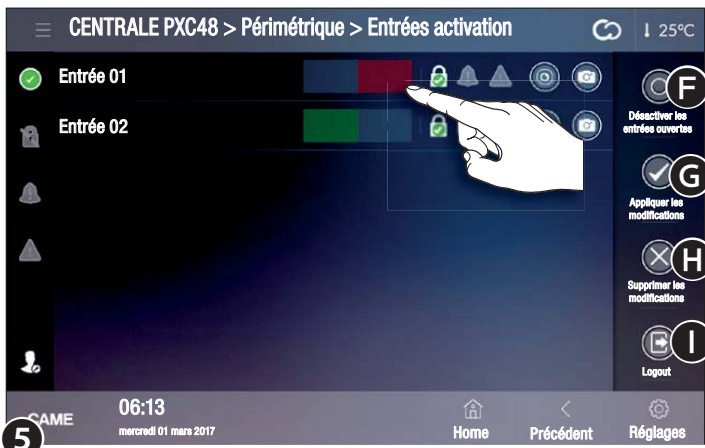 CENTRALE PXC48 > Périmétrique > Entrées activation
25°C
Entrée 01
Entrée 02
F
Désactiver les
entrées ouvertes
G
Appliquer les
modifications
H
Supprimer les
modifications
I
Logout
CAME
06:13
mercredi 01 mars 2017
Home
Précédent
Réglages
5